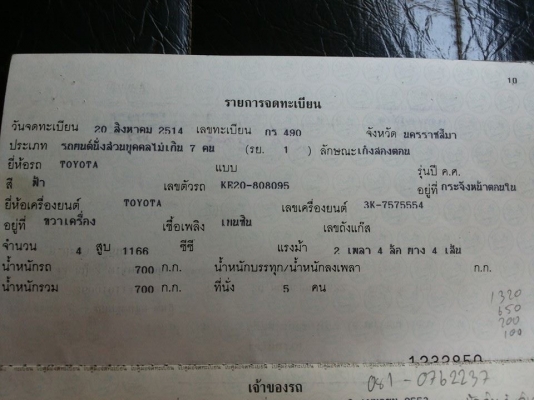 10
รายการจดทะเบียน
วันจดทะเบียน 20 สิงหาคม 2514 เลขทะเบียน กร 490 จังหวัด นครราชสีมา
ประเภท รถยนต์นั่งส่วนบุคคลไม่เกิน 7 คน (รย. 1 ) ลักษณะ เก๋งสองตอน
ยี่ห้อรถ TOYOTA แบบ รุ่นปี ค.ศ.
สี ฟ้า เลขตัวรถ KE20-808095 อยู่ที่ กระจังหน้าตอนใน
ยี่ห้อเครื่องยนต์ TOYOTA เลขเครื่องยนต์ 3K-7575554
อยู่ที่ ขวาเครื่อง เชื้อเพลิง เบนซิน เลขถังแก๊ส
จำนวน 4 สูบ 1166 ซีซี แรงม้า 2 เพลา 4 ล้อ ยาง 4 เส้น
น้ำหนักรถ 700 ก.ก. น้ำหนักบรรทุก/น้ำหนักลงเพลา ก.ก.
น้ำหนักรวม 700 ก.ก. ที่นั่ง 5 คน
1320
650
200
100
เจ้าของรถ
081-0762237